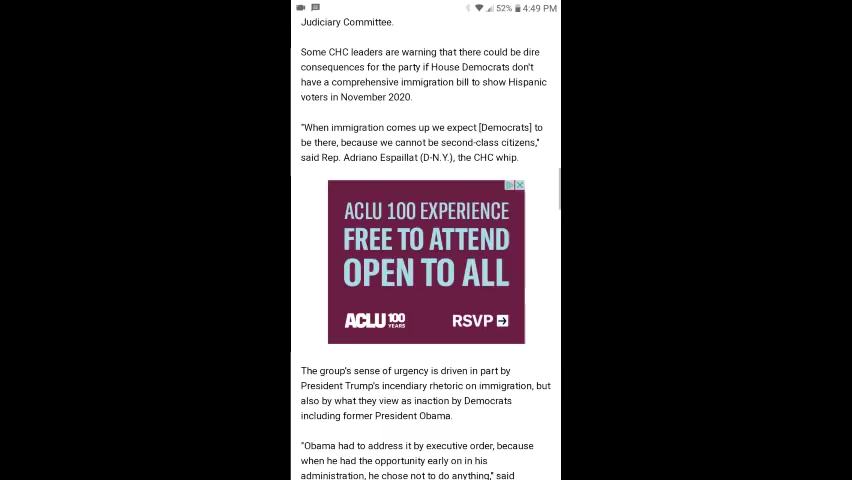 52% 4:49 PM
Judiciary Committee.
Some CHC leaders are warning that there could be dire
consequences for the party if House Democrats don't
have a comprehensive immigration bill to show Hispanic
voters in November 2020.
"When immigration comes up we expect [Democrats] to
be there, because we cannot be second-class citizens,"
said Rep. Adriano Espaillat (D-N.Y.), the CHC whip.
ACLU 100 EXPERIENCE
FREE TO ATTEND
OPEN TO ALL
ACLU 100 YEARS RSVP
The group's sense of urgency is driven in part by
President Trump's incendiary rhetoric on immigration, but
also by what they view as inaction by Democrats
including former President Obama.
"Obama had to address it by executive order, because
when he had the opportunity early on in his
administration, he chose not to do anything," said